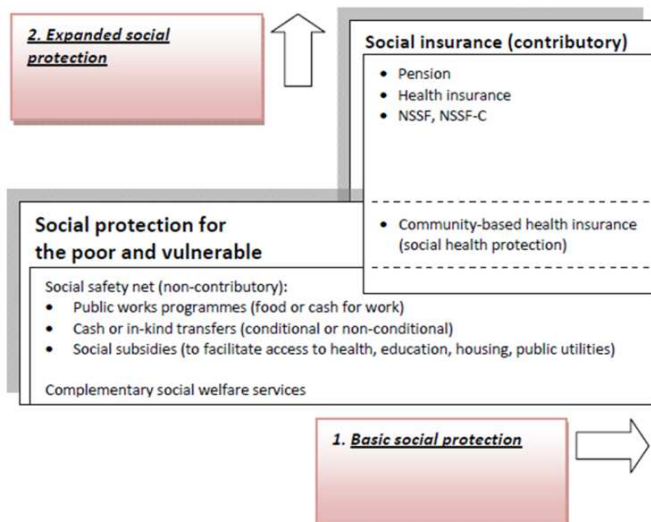 2. Expanded social
protection
Social insurance (contributory)
• Pension
• Health insurance
• NSSF, NSSF-C
• Community-based health insurance
(social health protection)
Social protection for
the poor and vulnerable
Social safety net (non-contributory):
• Public works programmes (food or cash for work)
• Cash or in-kind transfers (conditional or non-conditional)
• Social subsidies (to facilitate access to health, education, housing, public utilities)
Complementary social welfare services
1. Basic social protection